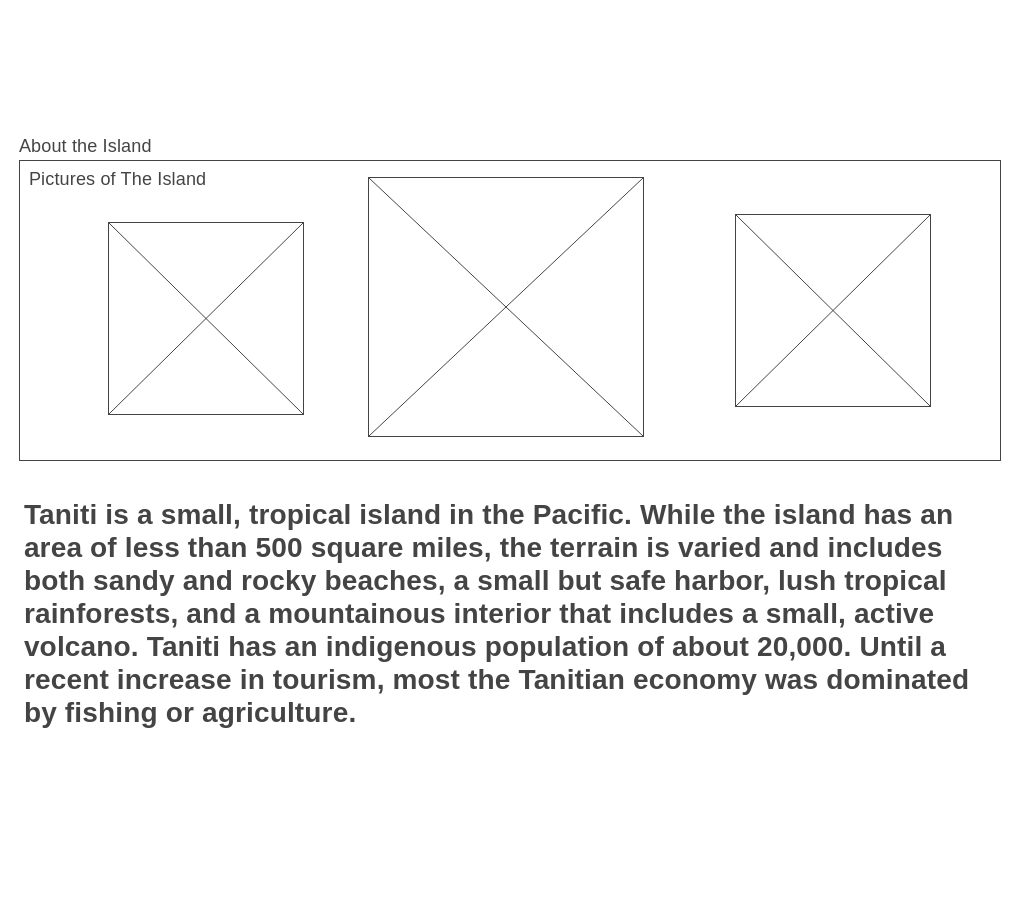 About the Island
Pictures of The Island
Taniti is a small, tropical island in the Pacific. While the island has an
area of less than 500 square miles, the terrain is varied and includes
both sandy and rocky beaches, a small but safe harbor, lush tropical
rainforests, and a mountainous interior that includes a small, active
volcano. Taniti has an indigenous population of about 20,000. Until a
recent increase in tourism, most the Tanitian economy was dominated
by fishing or agriculture.